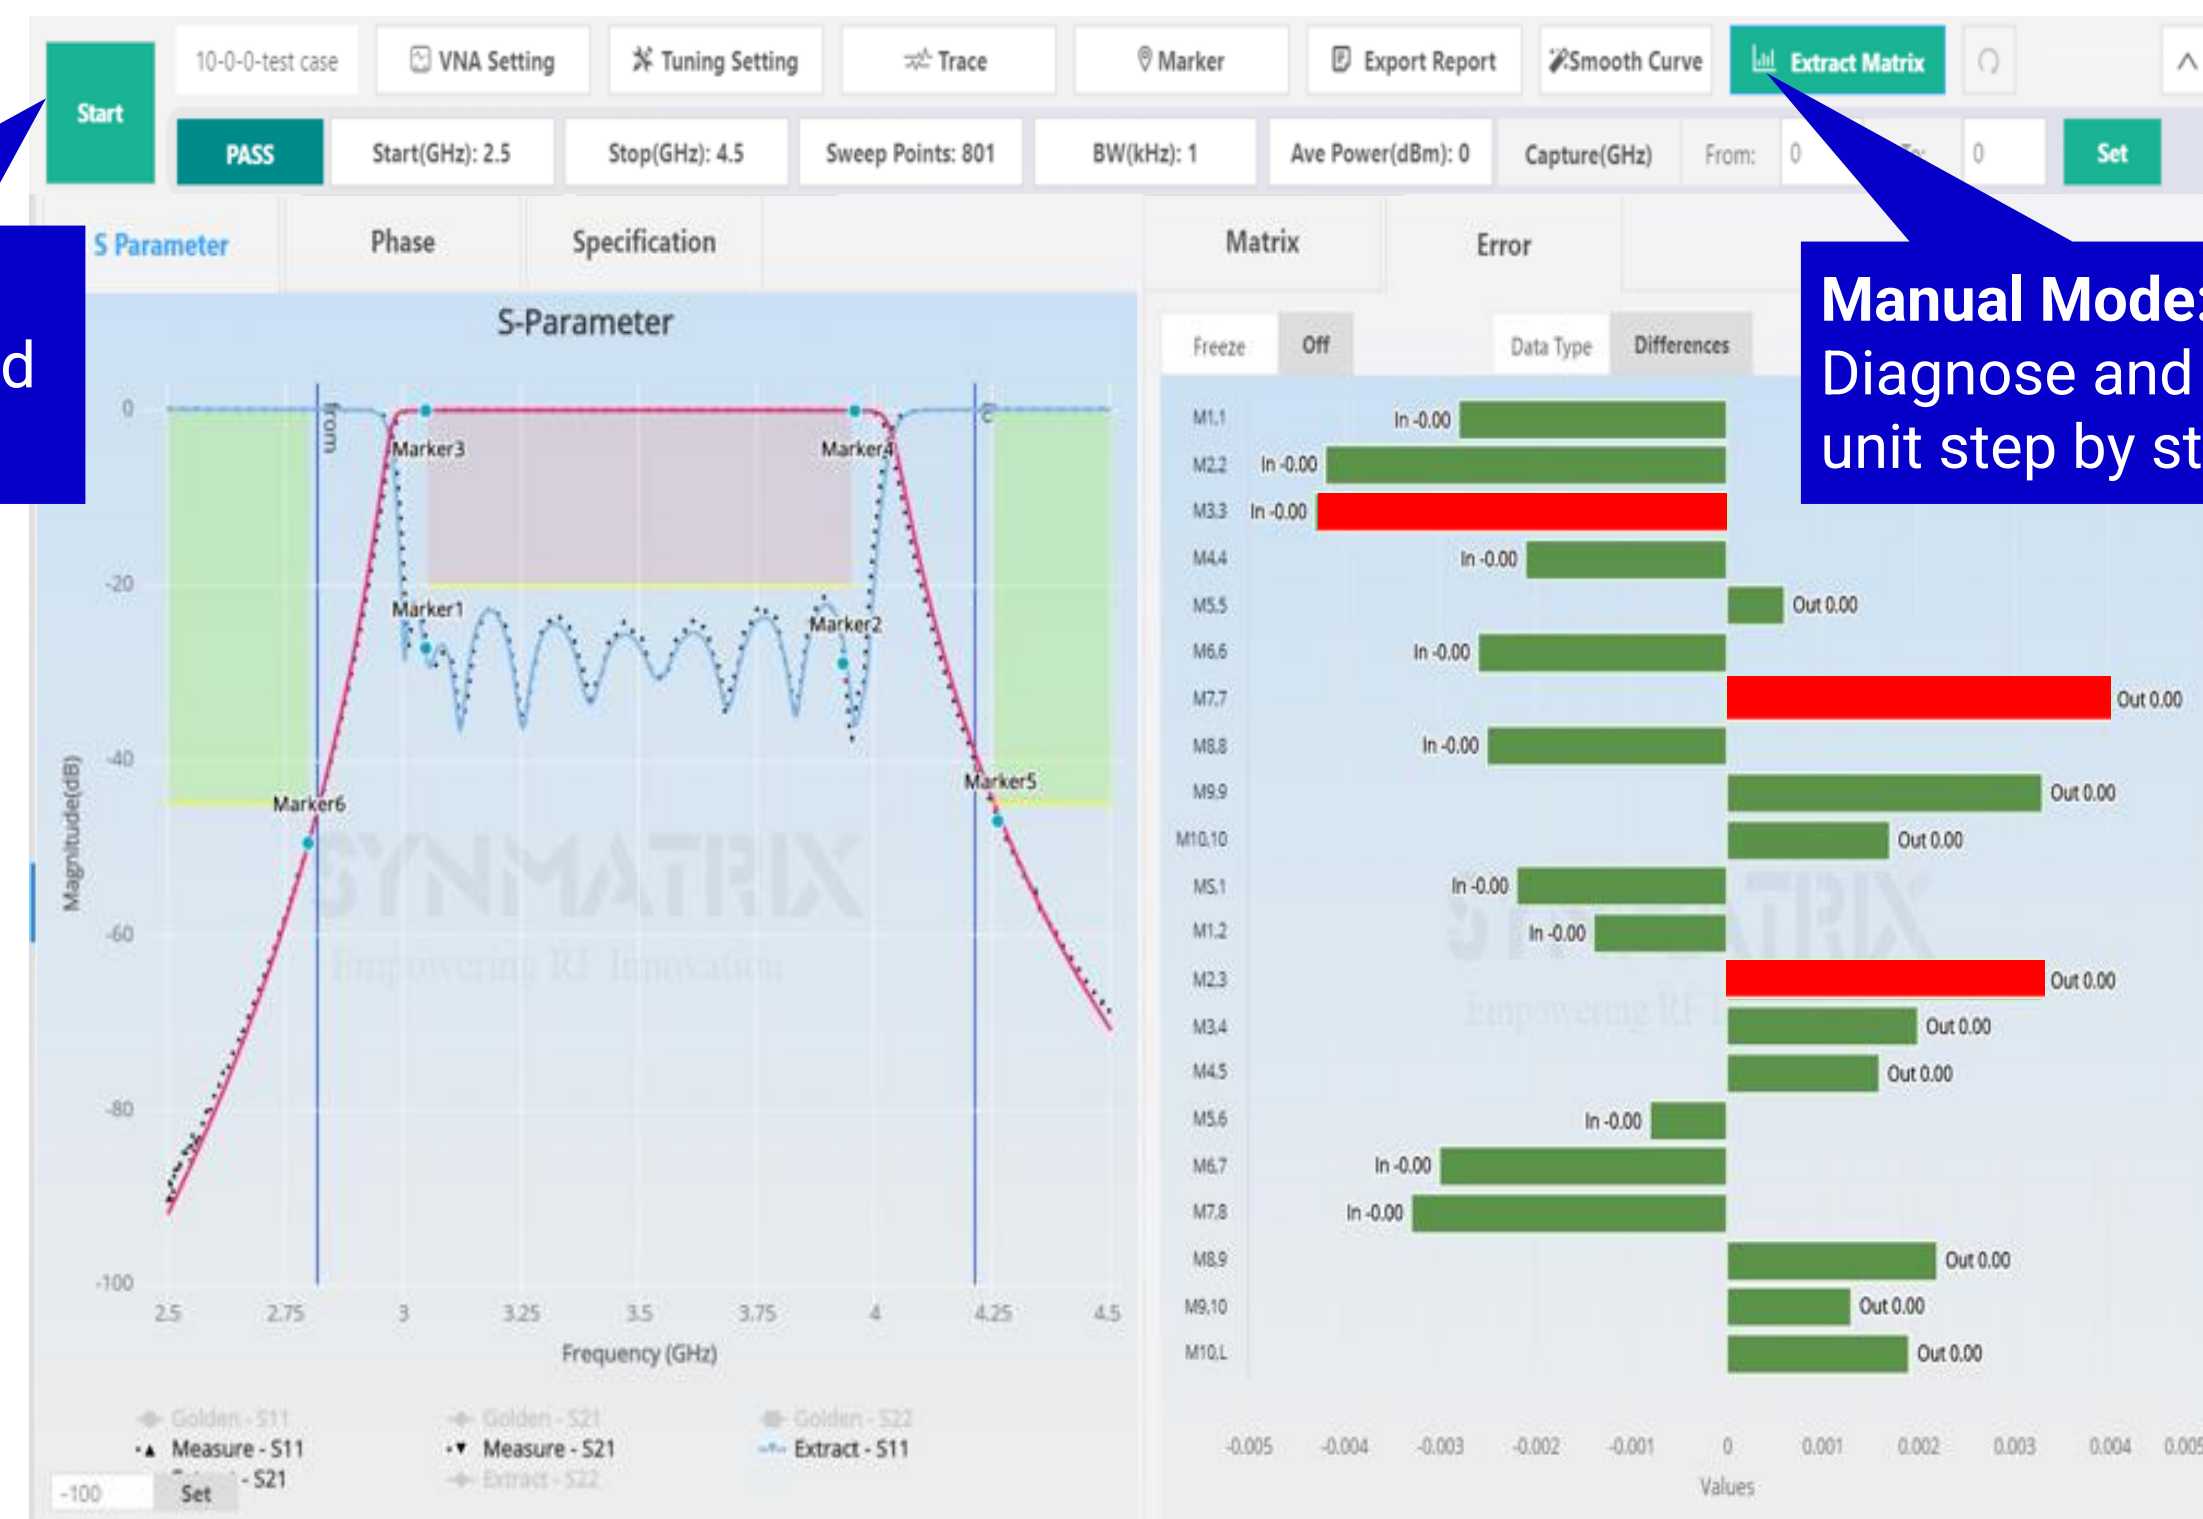 Start
10-0-0-test case
VNA Setting
Tuning Setting
Trace
Marker
Export Report
Smooth Curve
Extract Matrix
PASS
Start(GHz): 2.5
Stop(GHz): 4.5
Sweep Points: 801
BW(kHz): 1
Ave Power(dBm): 0
Capture(GHz)
From:
0
0
Set
d
S Parameter
Phase
Specification
S-Parameter
0
-20
-40
-60
-80
-100
Magnitude(dB)
from
Marker3
Marker4
Marker1
Marker2
Marker6
Marker5
SYNMATRIX
Empowering RF Innovation
2.5
2.75
3
3.25
3.5
3.75
4
4.25
4.5
Frequency (GHz)
Golden - S11
Golden - S21
Golden - S22
Measure - S11
Measure - S21
Extract - S11
- S21
Extract - S22
-100
Set
Matrix
Error
Manual Mode:
Diagnose and
unit step by st
Freeze
Off
Data Type
Differences
M1.1
In -0.00
M2.2
In -0.00
M3.3
In -0.00
M4.4
In -0.00
M5.5
Out 0.00
M6.6
In -0.00
M7.7
Out 0.00
M8.8
In -0.00
M9.9
Out 0.00
M10.10
Out 0.00
MS.1
In -0.00
M1.2
In -0.00
M2.3
Out 0.00
M3.4
Out 0.00
M4.5
Out 0.00
M5.6
In -0.00
M6.7
In -0.00
M7.8
In -0.00
M8.9
Out 0.00
M9.10
Out 0.00
M10.L
Out 0.00
Empowering RF
-0.005
-0.004
-0.003
-0.002
-0.001
0
0.001
0.002
0.003
0.004
0.005
Values